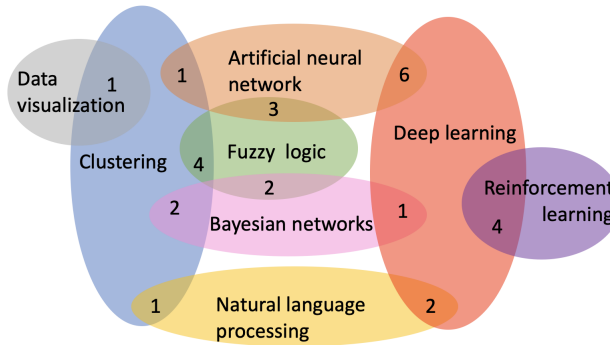 Artificial neural
network
1
6
Data
visualization
1
3
Deep learning
Clustering
4
Fuzzy logic
2
Reinforcement
learning
4
2
Bayesian networks
1
1
Natural language
processing
2